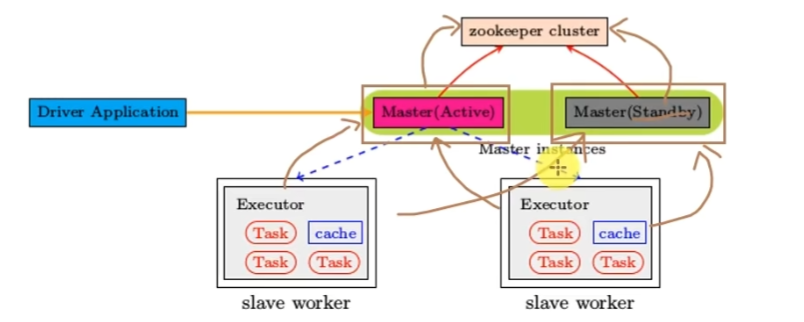 zookeeper cluster
Driver Application
Master(Active)
Master(Standby)
Master instances
Executor
Task
cache
Task
Task
slave worker
Executor
Task
cache
Task
Task
slave worker